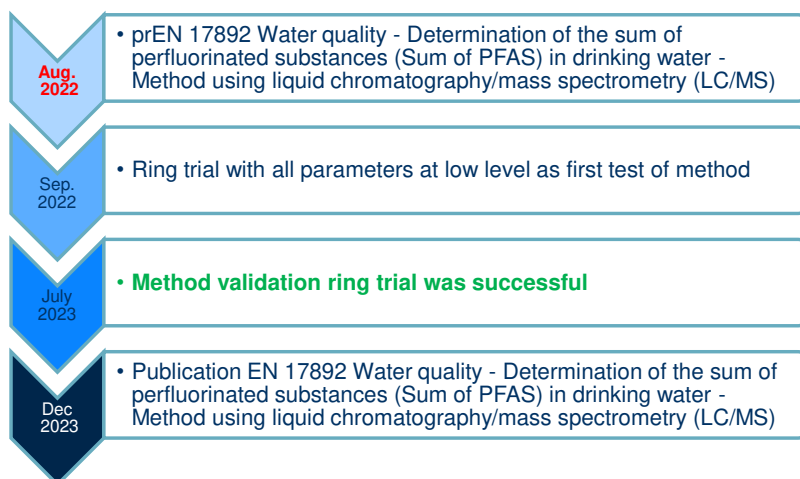 Aug.
2022
• prEN 17892 Water quality - Determination of the sum of
perfluorinated substances (Sum of PFAS) in drinking water -
Method using liquid chromatography/mass spectrometry (LC/MS)
Sep.
2022
• Ring trial with all parameters at low level as first test of method
July
2023
• Method validation ring trial was successful
Dec
2023
• Publication EN 17892 Water quality - Determination of the sum of
perfluorinated substances (Sum of PFAS) in drinking water -
Method using liquid chromatography/mass spectrometry (LC/MS)